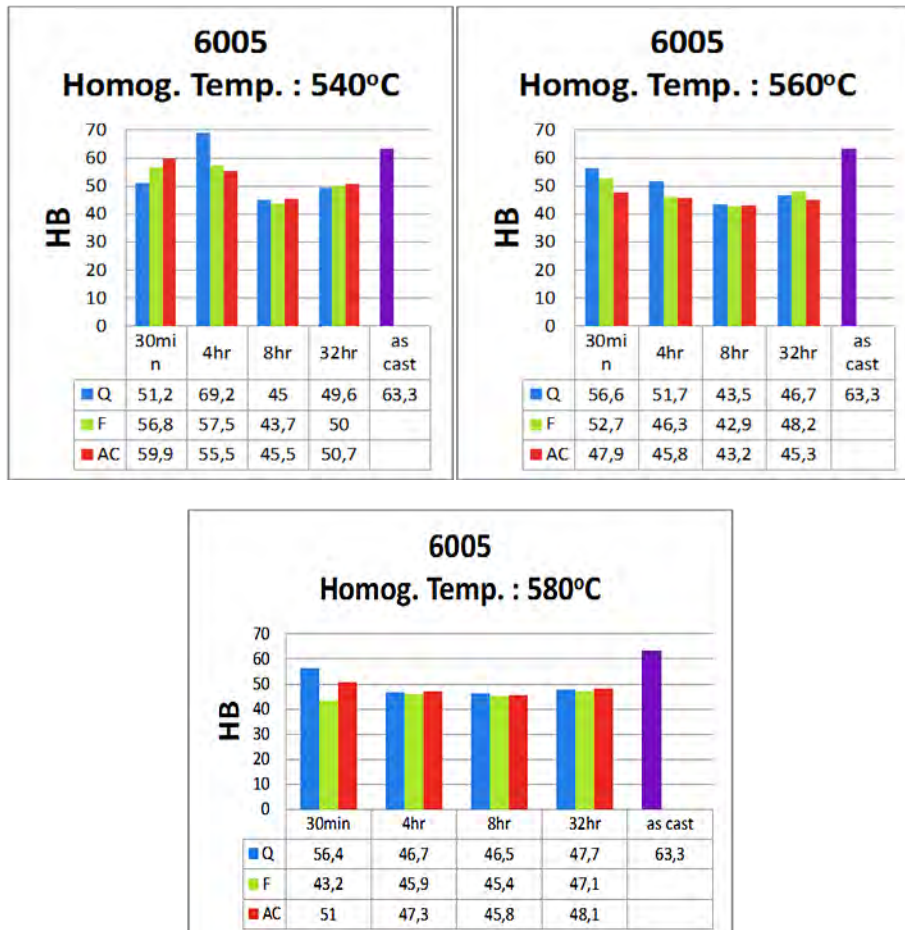 6005
Homog. Temp. : 540°C
HB
70
60
50
40
30
20
10
0
30mi
n 4hr 8hr 32hr as
cast
Q 51,2 69,2 45 49,6 63,3
F 56,8 57,5 43,7 50
AC 59,9 55,5 45,5 50,7
6005
Homog. Temp. : 560°C
HB
70
60
50
40
30
20
10
0
30mi
n 4hr 8hr 32hr as
cast
Q 56,6 51,7 43,5 46,7 63,3
F 52,7 46,3 42,9 48,2
AC 47,9 45,8 43,2 45,3
6005
Homog. Temp. : 580°C
HB
70
60
50
40
30
20
10
0
30min 4hr 8hr 32hr as cast
Q 56,4 46,7 46,5 47,7 63,3
F 43,2 45,9 45,4 47,1
AC 51 47,3 45,8 48,1